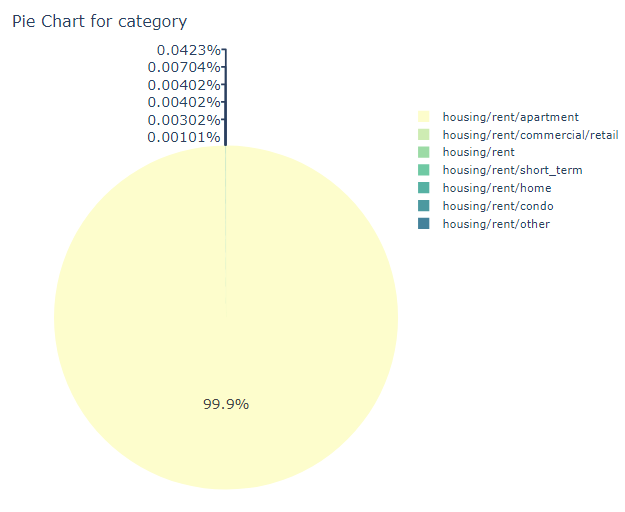 Pie Chart for category
0.0423%
0.00704%
0.00402%
0.00402%
0.00302%
0.00101%
99.9%
housing/rent/apartment
housing/rent/commercial/retail
housing/rent
housing/rent/short_term
housing/rent/home
housing/rent/condo
housing/rent/other